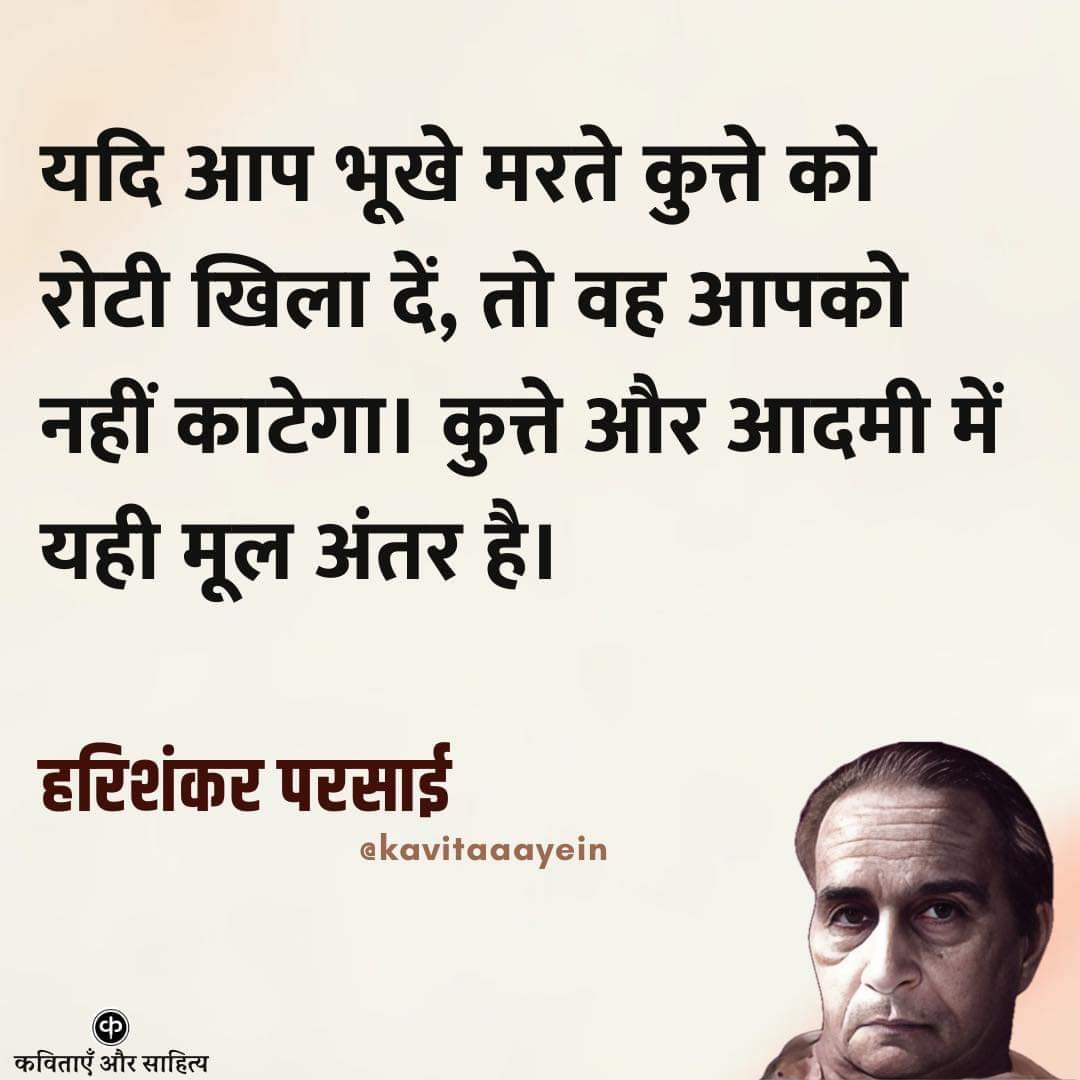 यदि आप भूखे मरते कुत्ते को
रोटी खिला दें, तो वह आपको
नहीं काटेगा। कुत्ते और आदमी में
यही मूल अंतर है।
हरिशंकर परसाई
@kavitaaayein
क
कविताएँ और साहित्य